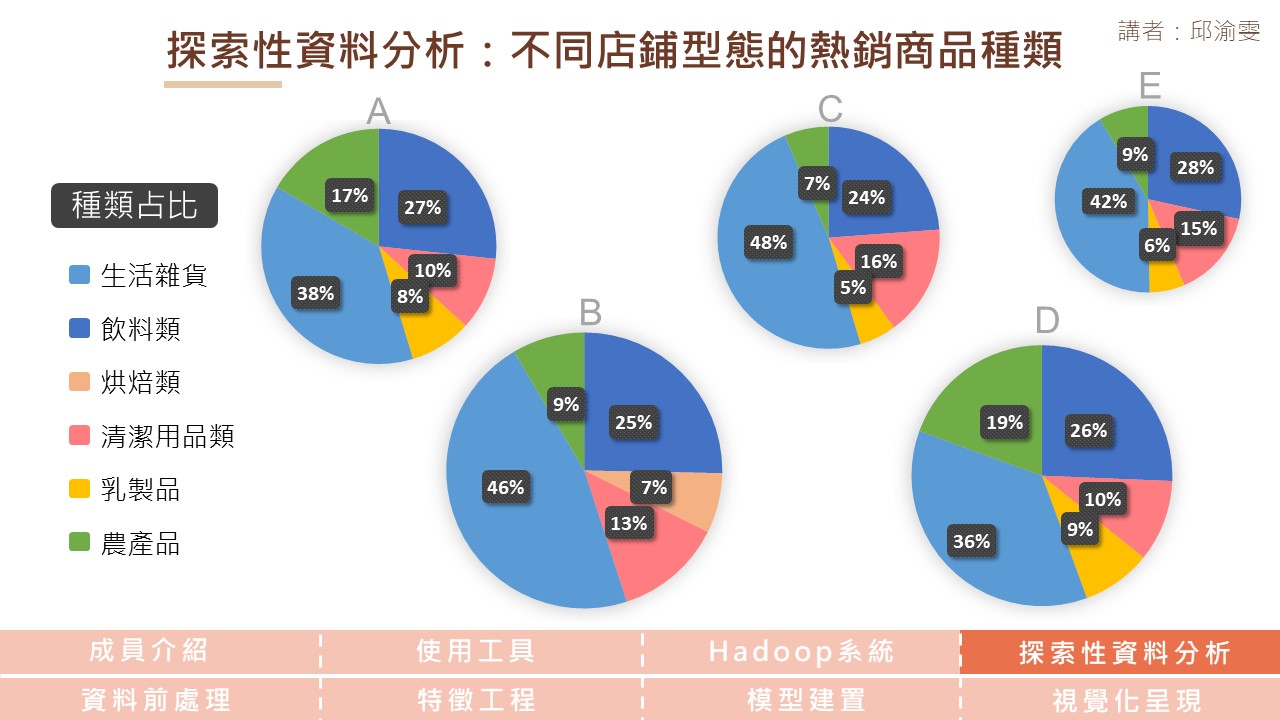 探索性資料分析：不同店鋪型態的熱銷商品種類
講者：邱渝雯
種類占比
生活雜貨
飲料類
烘焙類
清潔用品類
乳製品
農產品
A
17%
27%
10%
8%
38%
B
9%
25%
7%
13%
46%
C
7%
24%
16%
5%
48%
D
19%
26%
10%
9%
36%
E
9%
28%
15%
6%
42%
成員介紹
使用工具
Hadoop系統
探索性資料分析
資料前處理
特徵工程
模型建置
視覺化呈現